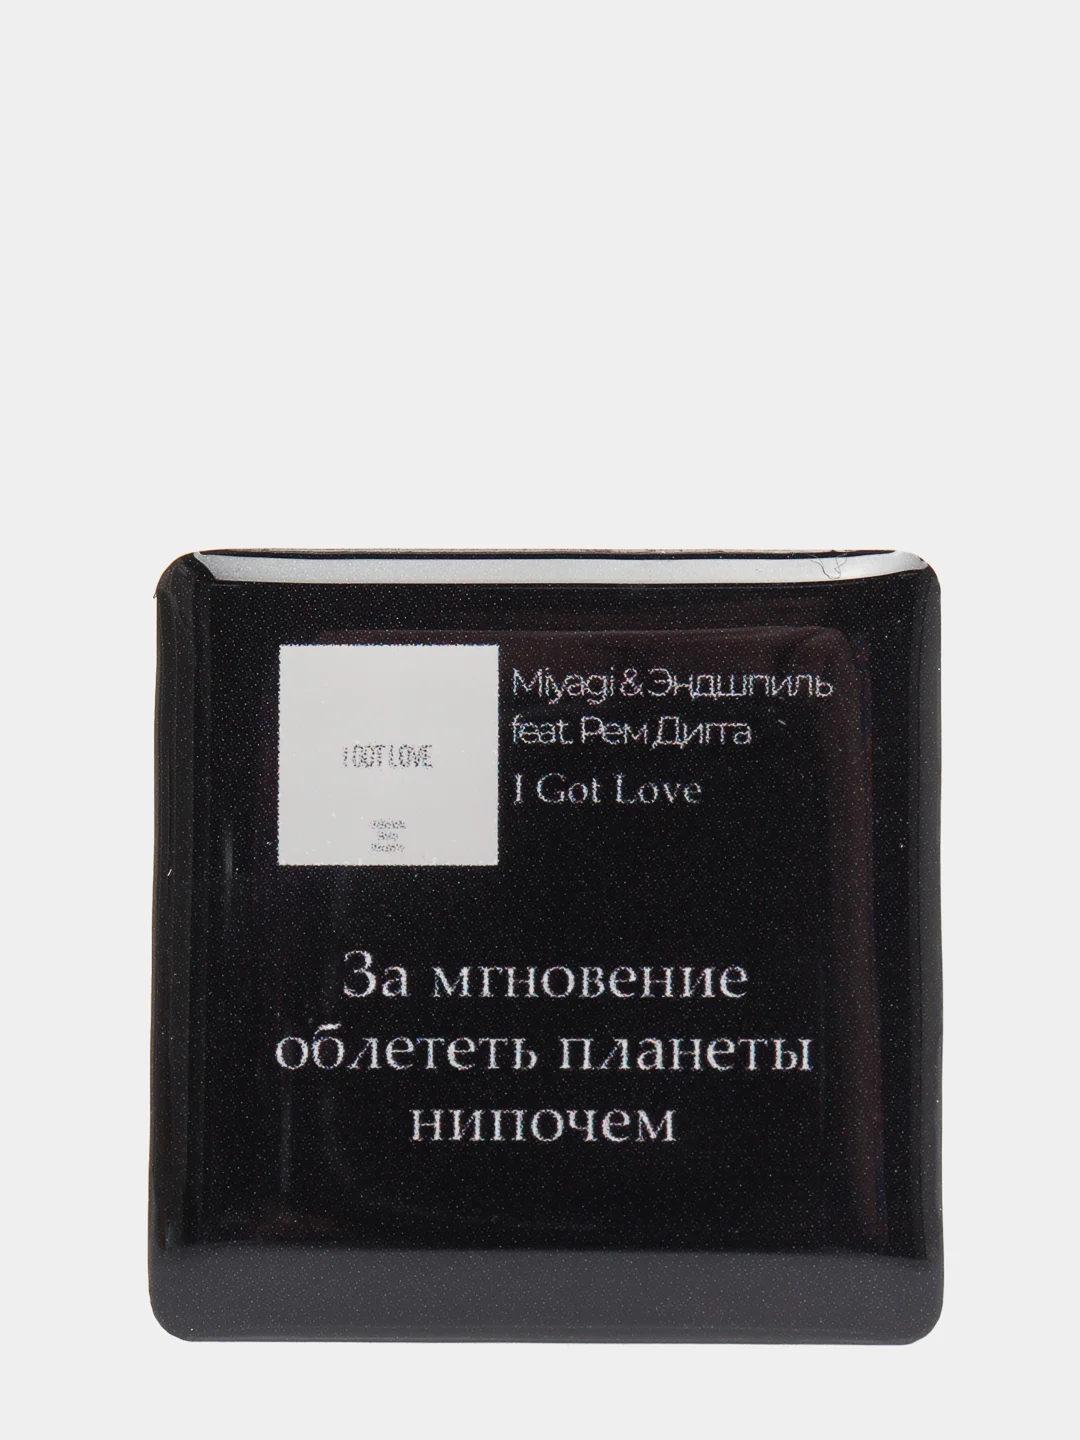 Miyagi & Эндшпиль
feat. Рем Дигга
I Got Love
I GOT LOVE
За мгновение
облететь планеты
нипочем